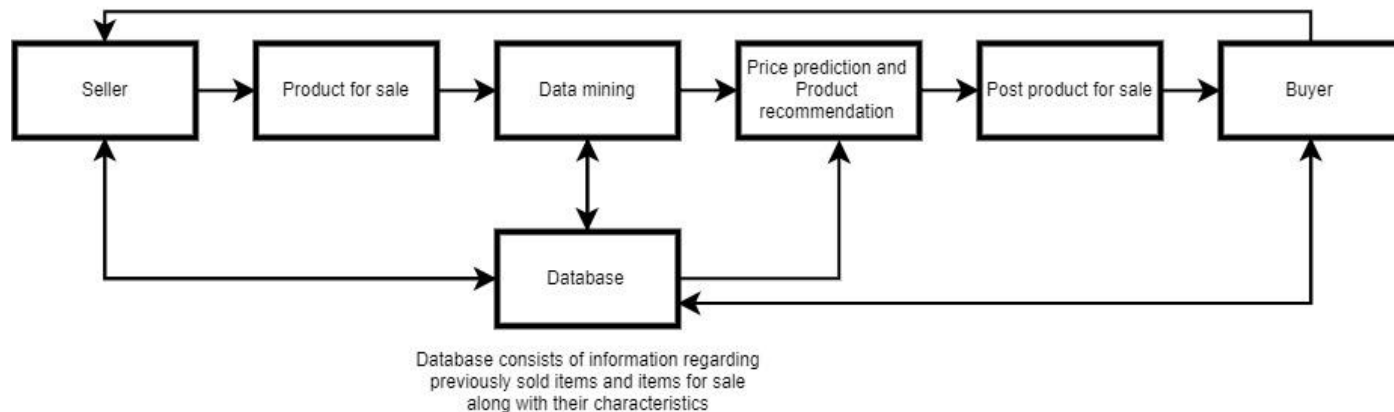 Seller
Product for sale
Data mining
Price prediction and
Product
recommendation
Post product for sale
Buyer
Database
Database consists of information regarding
previously sold items and items for sale
along with their characteristics